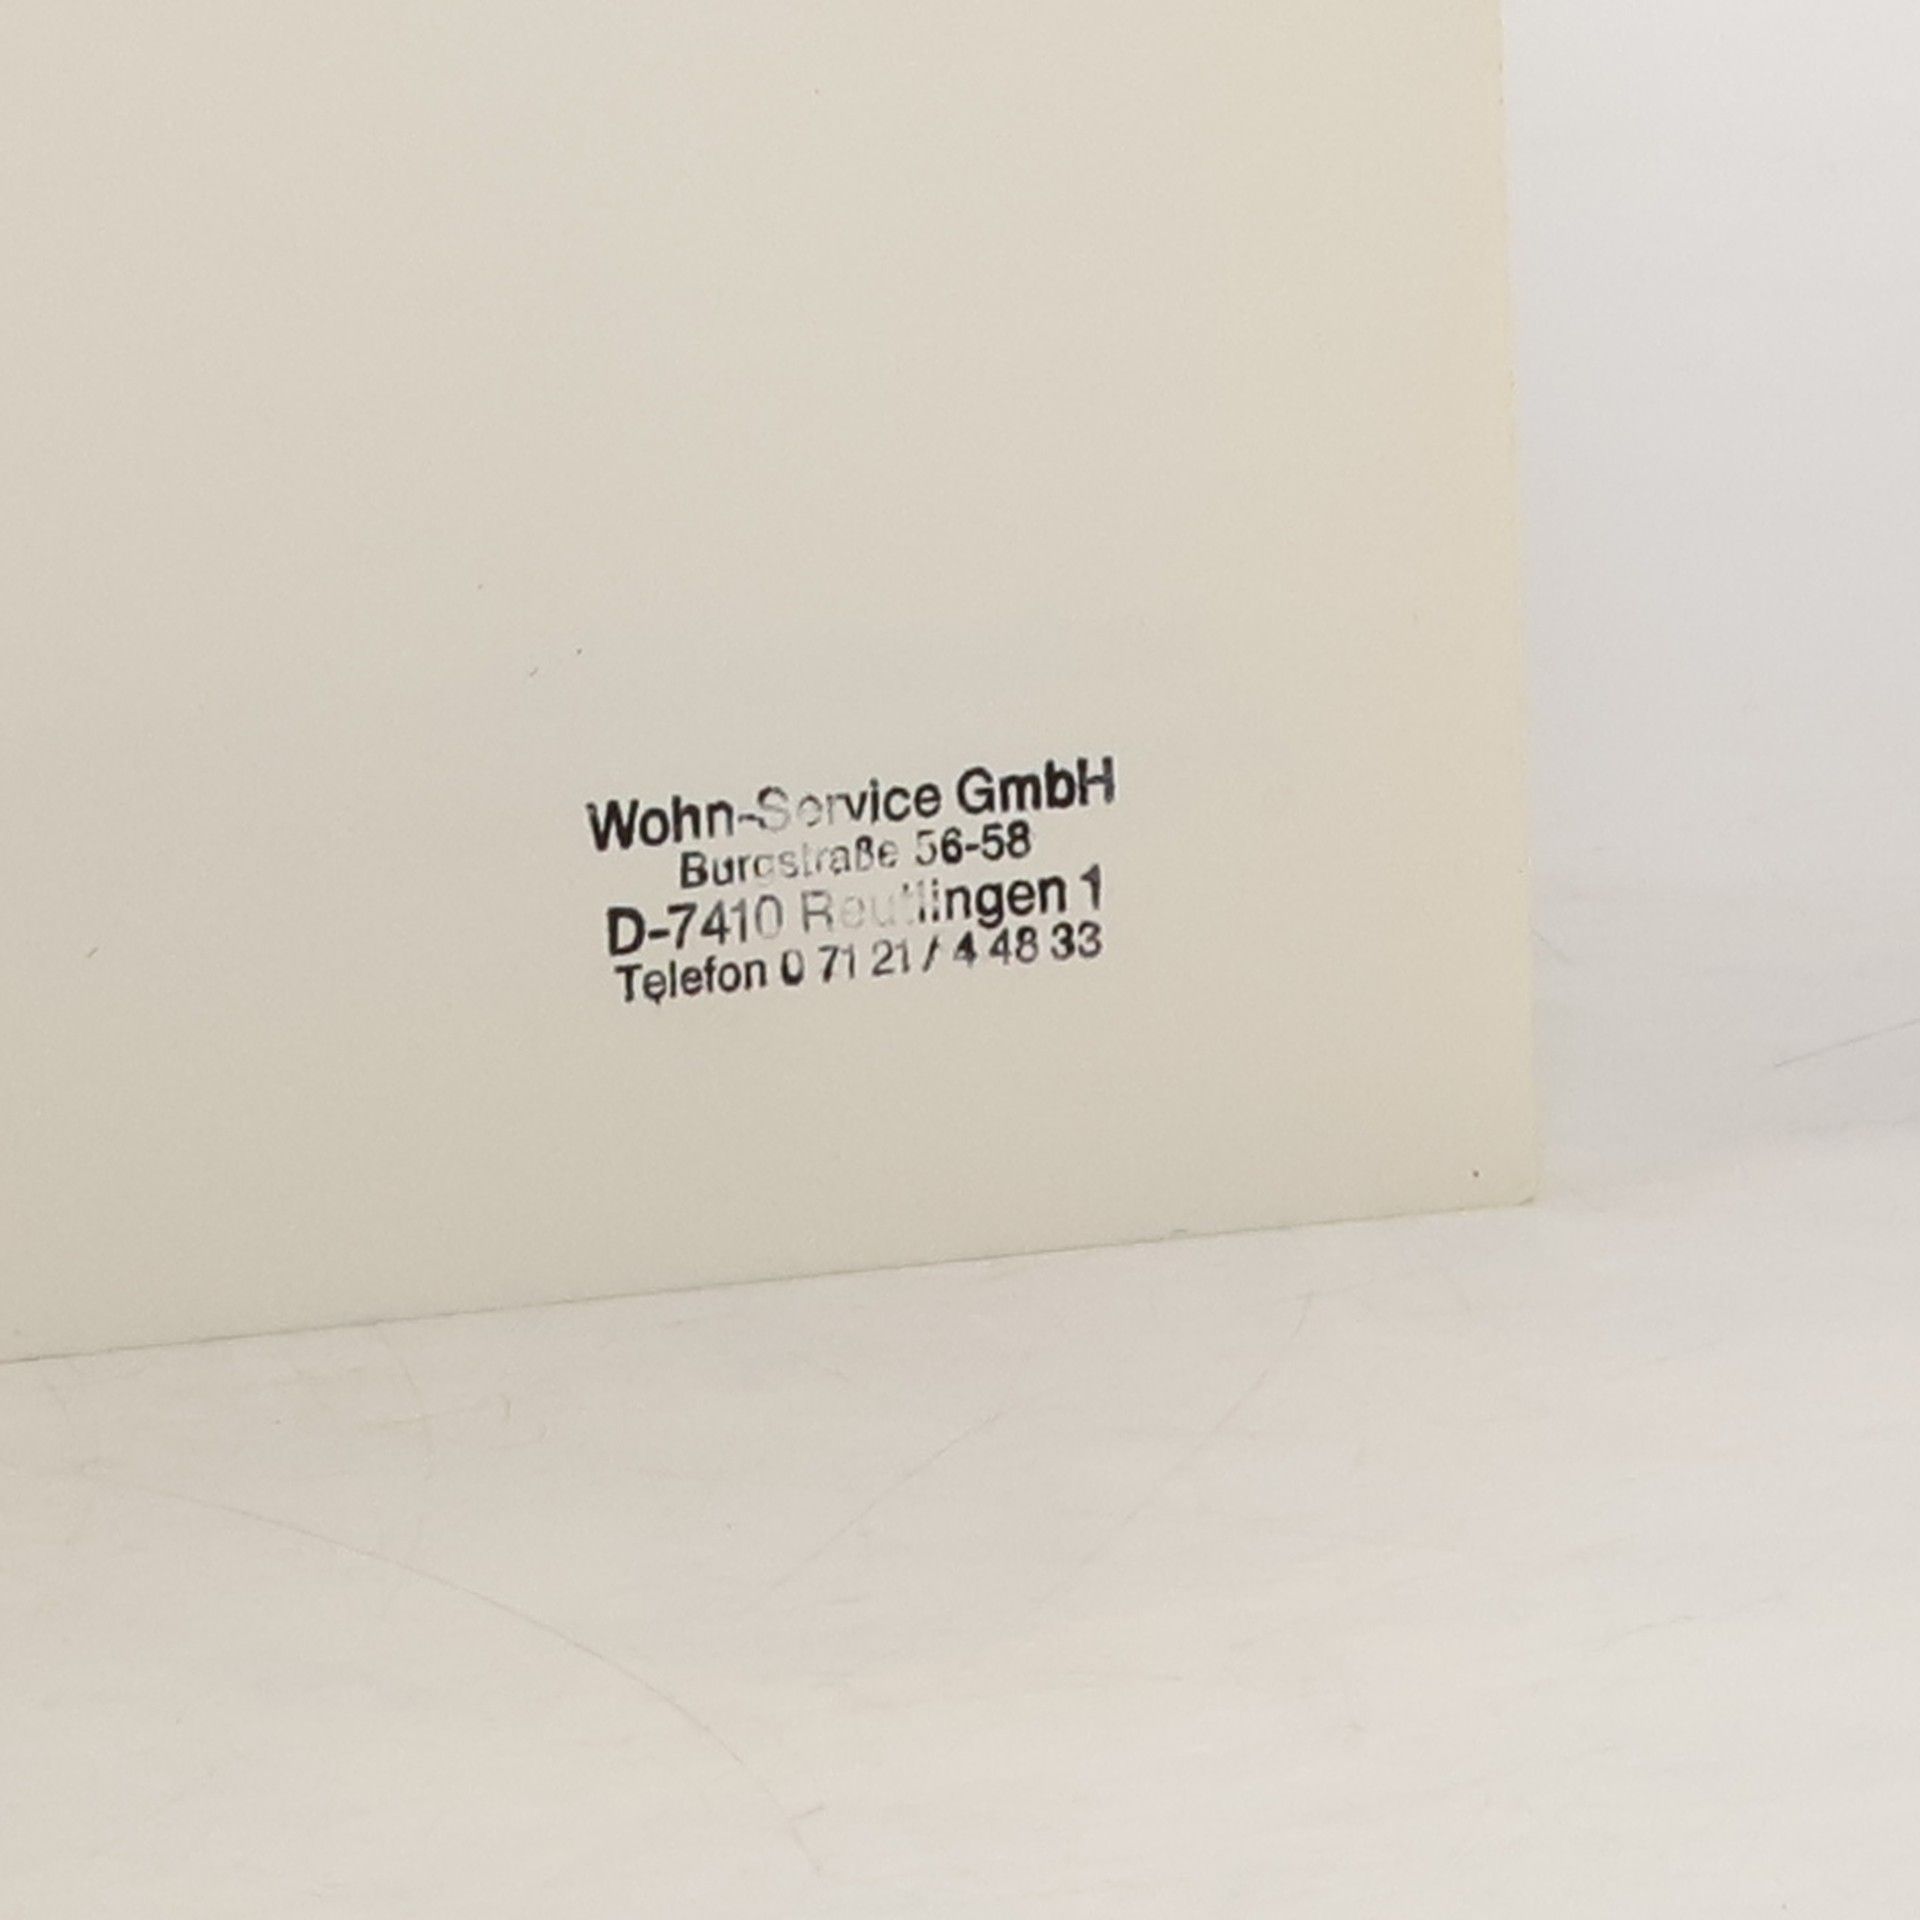 Wohn-Service GmbH
Burgstraße 56-58
D-7410 Reutlingen 1
Telefon 0 71 21 / 4 48 33